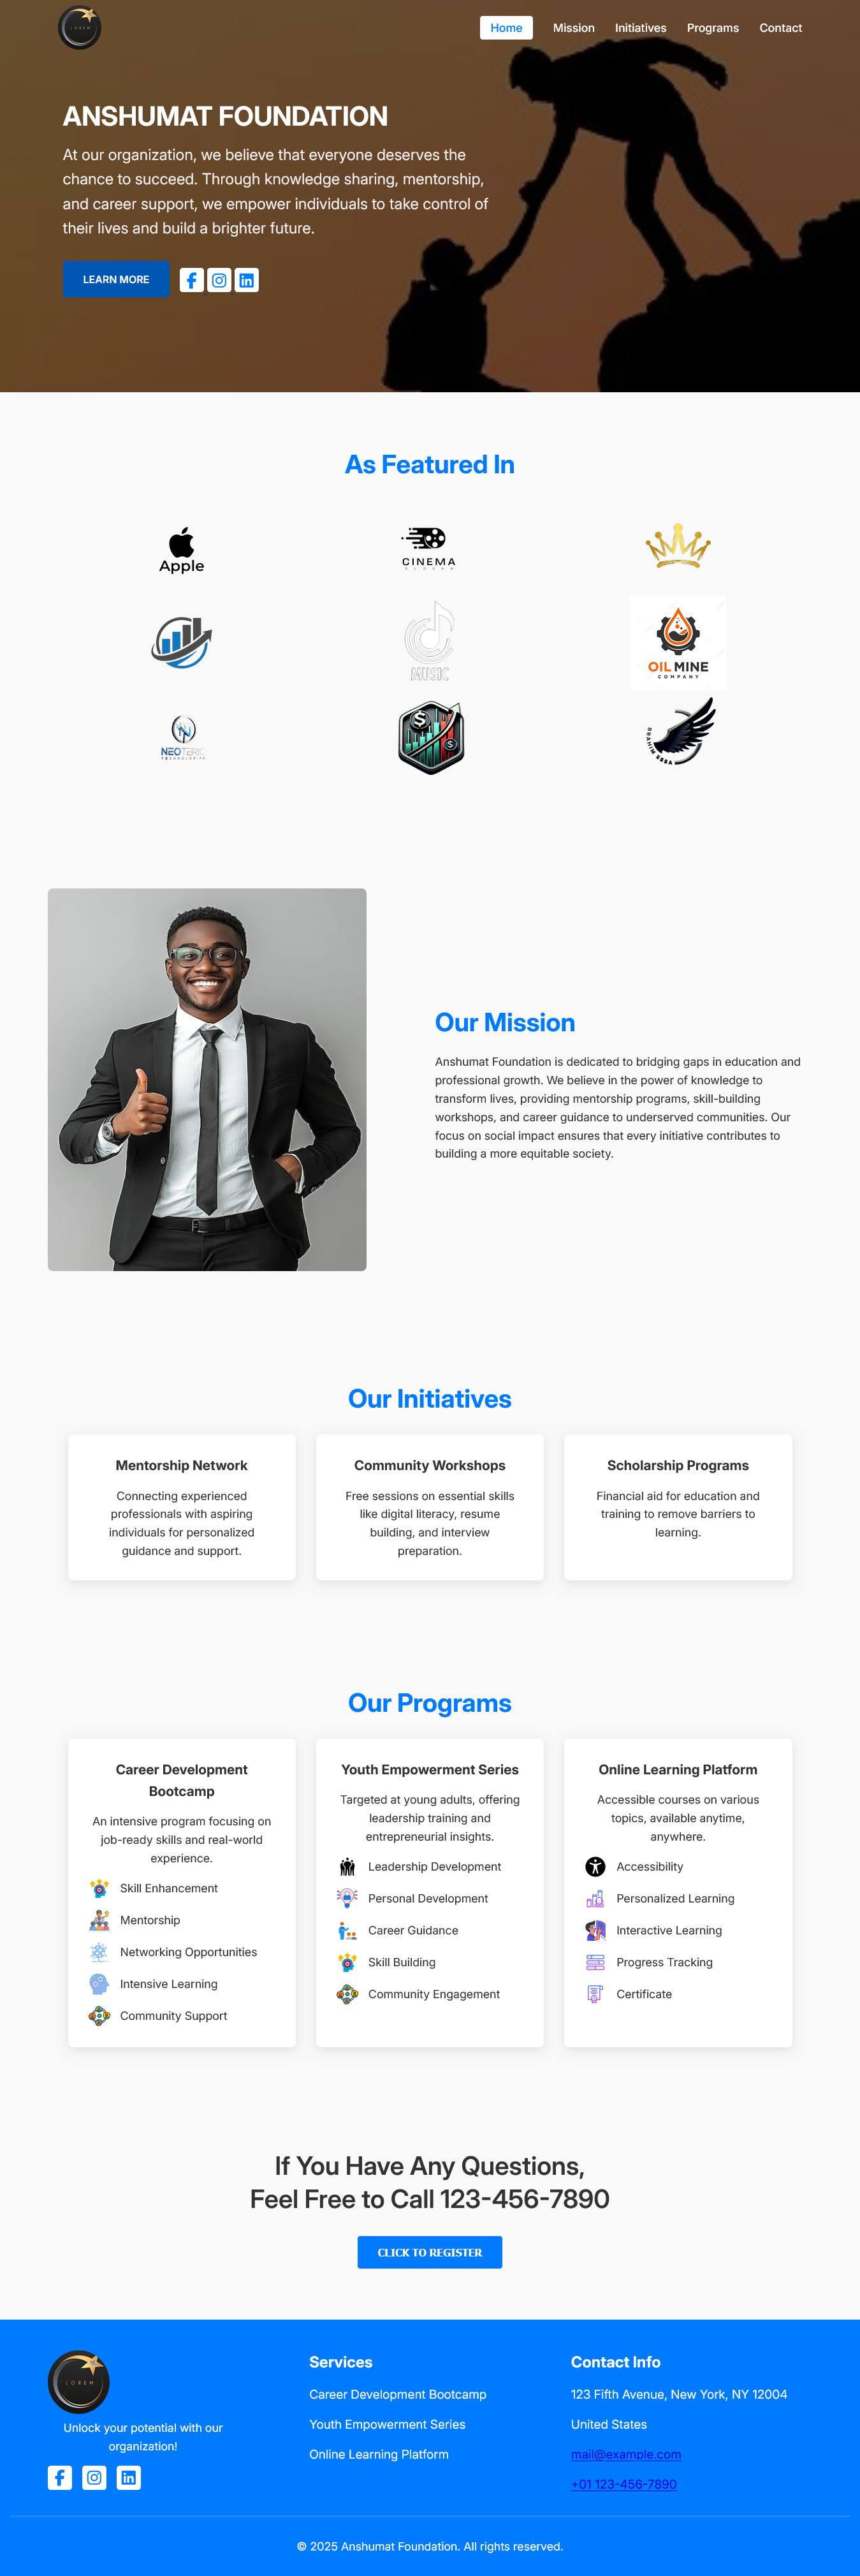 LOREM
Home Mission Initiatives Programs Contact
ANSHUMAT FOUNDATION
At our organization, we believe that everyone deserves the
chance to succeed. Through knowledge sharing, mentorship,
and career support, we empower individuals to take control of
their lives and build a brighter future.
LEARN MORE
As Featured In
Apple
CINEMA
SLOGAN
MUSIC
OIL MINE
COMPANY
NEOTERIC
TECHNOLOGIES
BRAHIM ESSA
Our Mission
Anshumat Foundation is dedicated to bridging gaps in education and
professional growth. We believe in the power of knowledge to
transform lives, providing mentorship programs, skill-building
workshops, and career guidance to underserved communities. Our
focus on social impact ensures that every initiative contributes to
building a more equitable society.
Our Initiatives
Mentorship Network
Connecting experienced
professionals with aspiring
individuals for personalized
guidance and support.
Community Workshops
Free sessions on essential skills
like digital literacy, resume
building, and interview
preparation.
Scholarship Programs
Financial aid for education and
training to remove barriers to
learning.
Our Programs
Career Development
Bootcamp
An intensive program focusing on
job-ready skills and real-world
experience.
Skill Enhancement
Mentorship
Networking Opportunities
Intensive Learning
Community Support
Youth Empowerment Series
Targeted at young adults, offering
leadership training and
entrepreneurial insights.
Leadership Development
Personal Development
Career Guidance
Skill Building
Community Engagement
Online Learning Platform
Accessible courses on various
topics, available anytime,
anywhere.
Accessibility
Personalized Learning
Interactive Learning
Progress Tracking
Certificate
If You Have Any Questions,
Feel Free to Call 123-456-7890
CLICK TO REGISTER
LOREM
Unlock your potential with our
organization!
Services
Career Development Bootcamp
Youth Empowerment Series
Online Learning Platform
Contact Info
123 Fifth Avenue, New York, NY 12004
United States
mail@example.com
+01 123-456-7890
© 2025 Anshumat Foundation. All rights reserved.